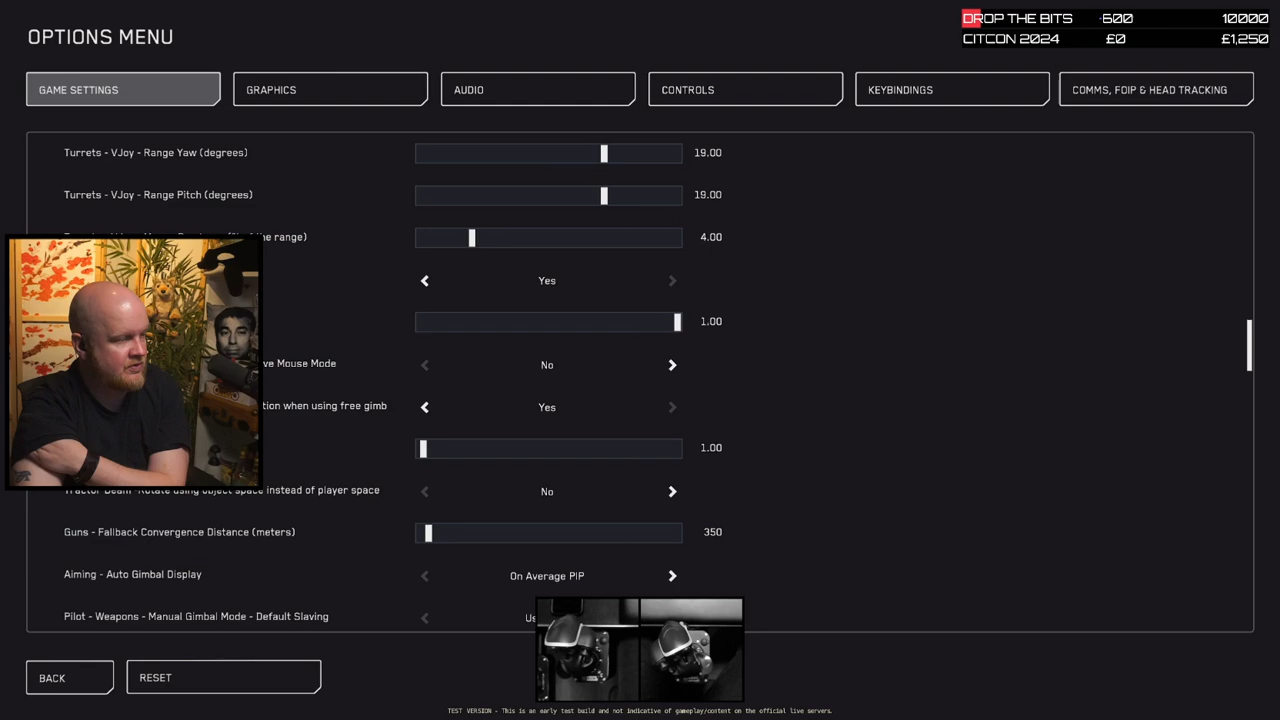 OPTIONS MENU
DROP THE BITS 600 10000
CITCON 2024 £0 £1,250
GAME SETTINGS
GRAPHICS
AUDIO
CONTROLS
KEYBINDINGS
COMMS, FOIP & HEAD TRACKING
Turrets - VJoy - Range Yaw (degrees) 19.00
Turrets - VJoy - Range Pitch (degrees) 19.00
the range) 4.00
Yes
1.00
Mouse Mode No
when using free gimb Yes
1.00
Tractor Beam -Rotate using object space instead of player space No
Guns - Fallback Convergence Distance (meters) 350
Aiming - Auto Gimbal Display On Average PIP
Pilot - Weapons - Manual Gimbal Mode - Default Slaving
BACK
RESET
TEST VERSION - This is an early test build and not indicative of gameplay/content on the official live servers.